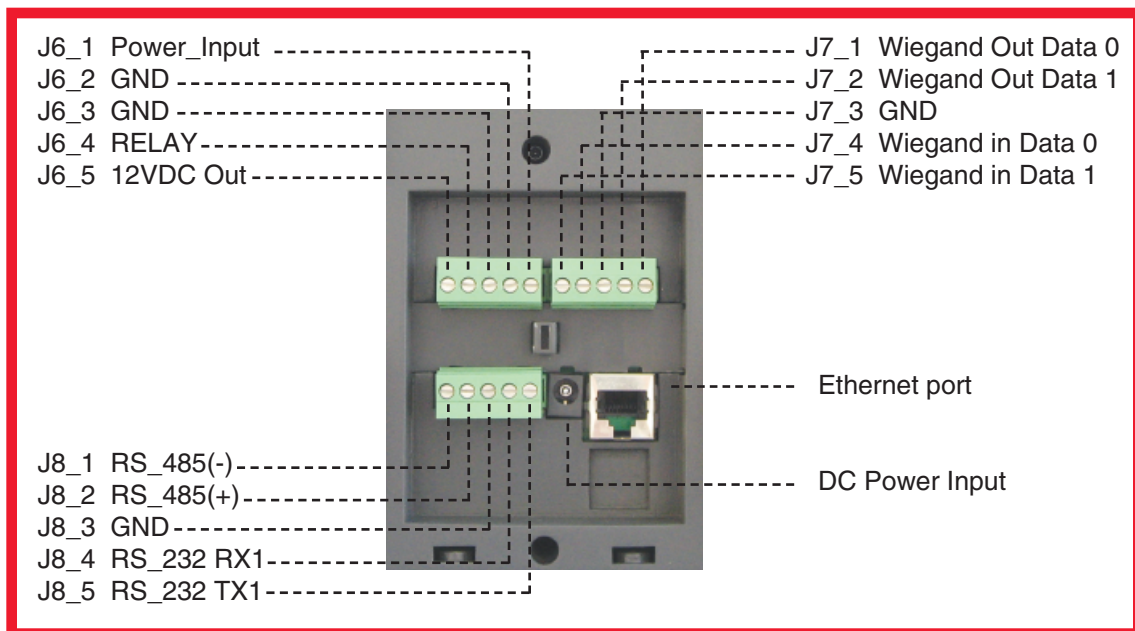 J6_1 Power_Input
J6_2 GND
J6_3 GND
J6_4 RELAY
J6_5 12VDC Out
J7_1 Wiegand Out Data 0
J7_2 Wiegand Out Data 1
J7_3 GND
J7_4 Wiegand in Data 0
J7_5 Wiegand in Data 1
Ethernet port
DC Power Input
J8_1 RS_485(-)
J8_2 RS_485(+)
J8_3 GND
J8_4 RS_232 RX1
J8_5 RS_232 TX1